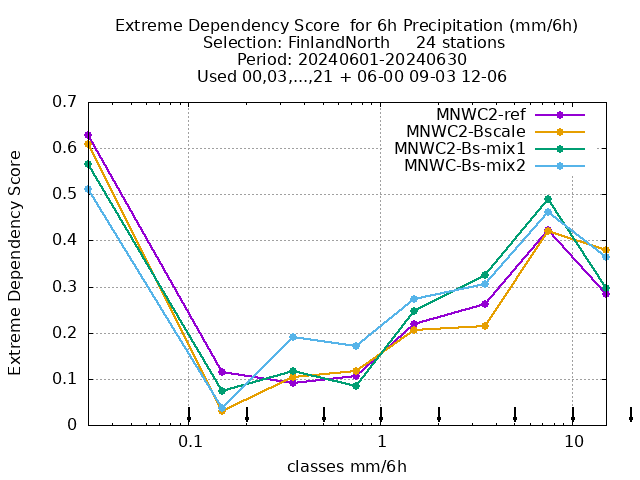 Extreme Dependency Score  for 6h Precipitation (mm/6h)
Selection: FinlandNorth     24 stations
Period: 20240601-20240630
Used 00,03,...,21 + 06-00 09-03 12-06
0.7
0.6
0.5
0.4
0.3
0.2
0.1
0
Extreme Dependency Score
MNWC2-ref
MNWC2-Bscale
MNWC2-Bs-mix1
MNWC-Bs-mix2
0.1 1 10
classes mm/6h